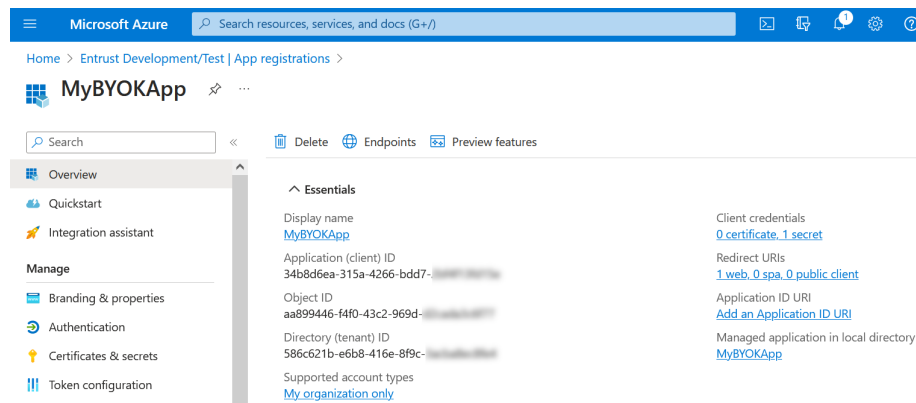 Microsoft Azure
Search resources, services, and docs (G+/)
1
Home > Entrust Development/Test | App registrations >
MyBYOKApp
Search
Delete
Endpoints
Preview features
Overview
Quickstart
Integration assistant
Manage
Branding & properties
Authentication
Certificates & secrets
Token configuration
Essentials
Display name
MyBYOKApp
Application (client) ID
34b8d6ea-315a-4266-bdd7-
Object ID
aa899446-f4f0-43c2-969d-
Directory (tenant) ID
586c621b-e6b8-416e-8f9c-
Supported account types
My organization only
Client credentials
0 certificate, 1 secret
Redirect URIs
1 web, 0 spa, 0 public client
Application ID URI
Add an Application ID URI
Managed application in local directory
MyBYOKApp